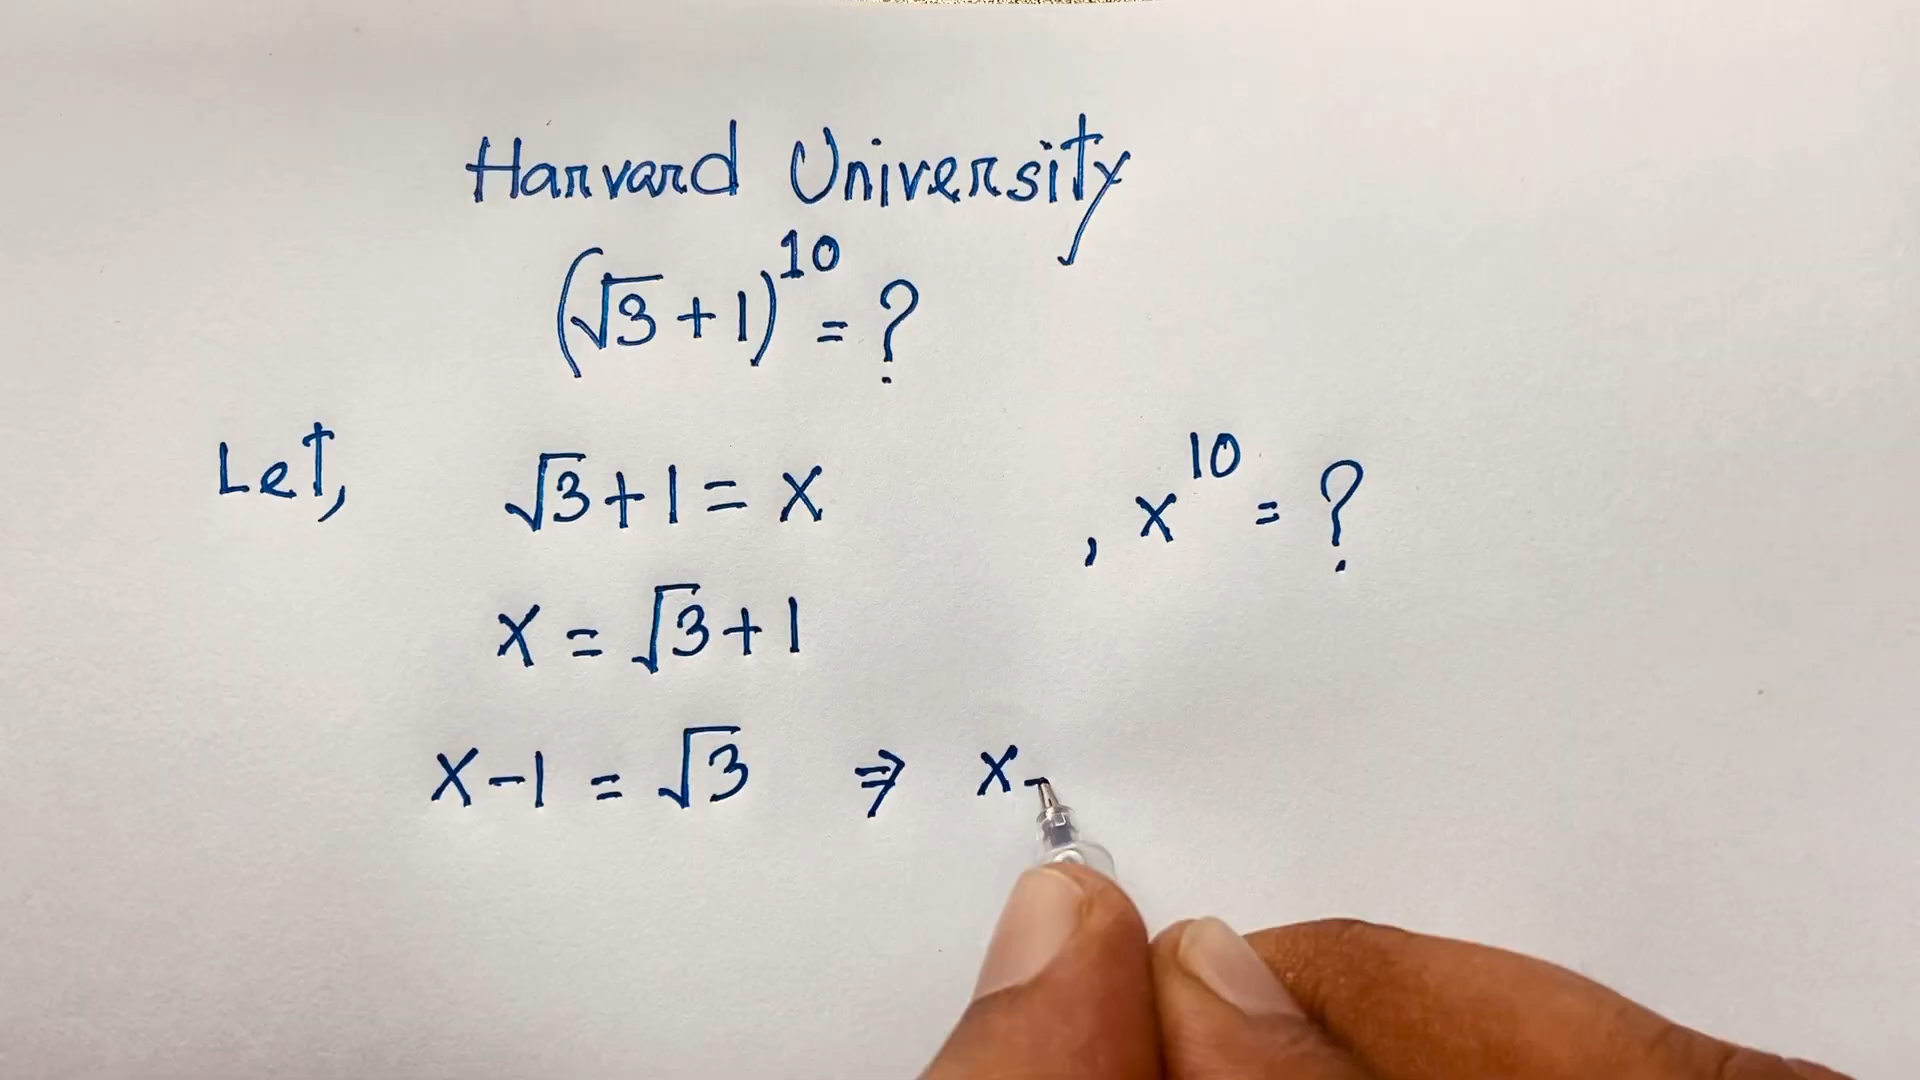 Harvard University
(√3+1)^10 = ?
Let, √3+1 = x , x^10 = ?
x = √3+1
x-1 = √3 ⇒ x-